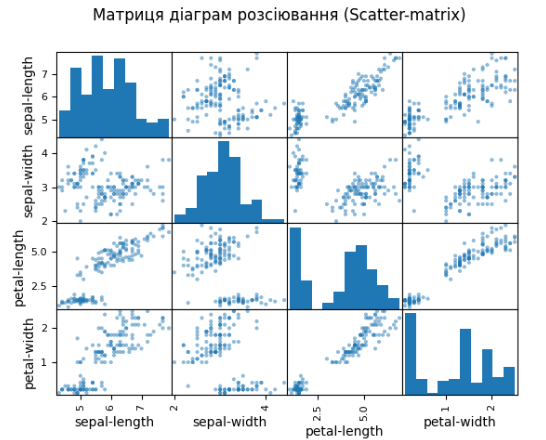 Матриця діаграм розсіювання (Scatter-matrix)
sepal-length
7
6
5
sepal-width
4
3
2
petal-length
5.0
2.5
petal-width
2
1
5 6 7 2 4 2.5 5.0 1 2
sepal-length sepal-width petal-length petal-width